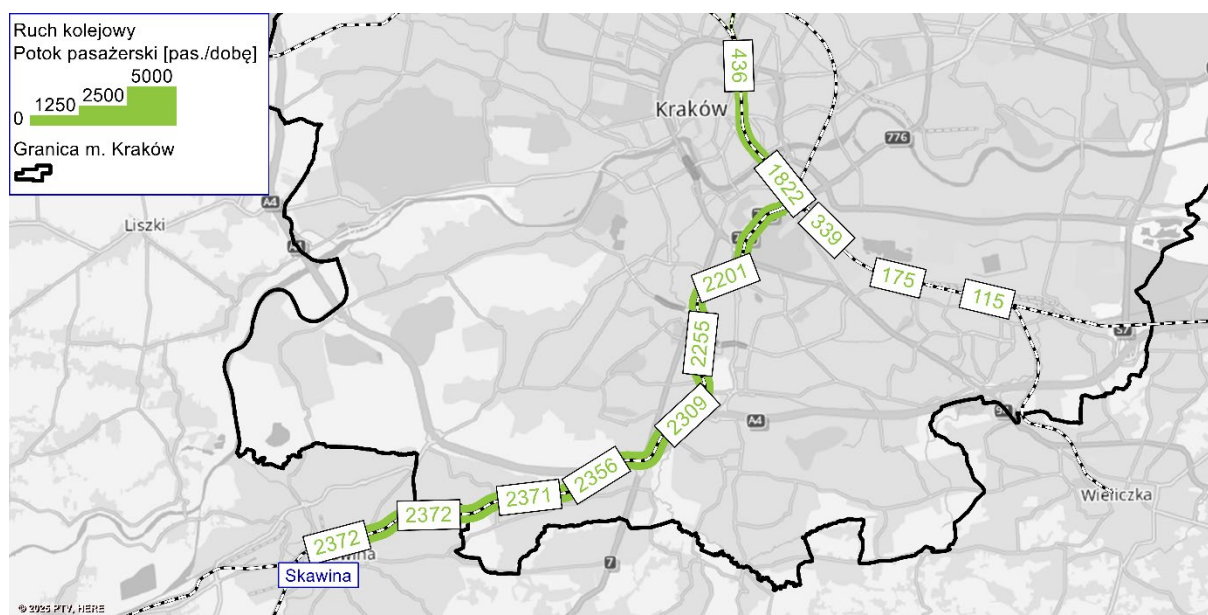 Ruch kolejowy
Potok pasażerski [pas./dobę]
5000
2500
1250
0
Granica m. Kraków
436
Kraków
776
1822
A4
Liszki
339
2201
175
115
S7
2255
2309
A4
2356
2371
Wieliczka
2372
2372
7
Skawina
© 2025 PTV, HERE